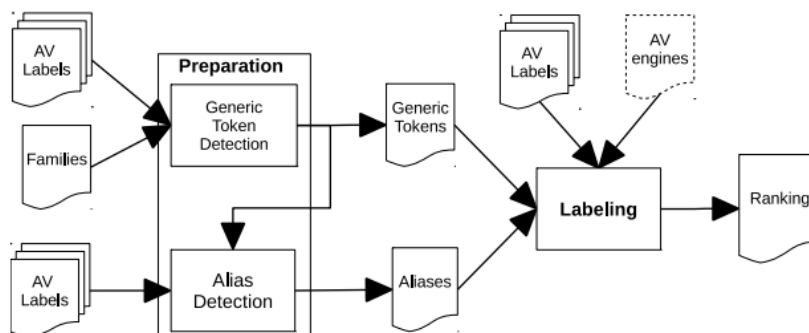 AV
Labels
Preparation
Generic
Token
Detection
Families
Generic
Tokens
AV
Labels
AV
engines
Labeling
Ranking
AV
Labels
Alias
Detection
Aliases